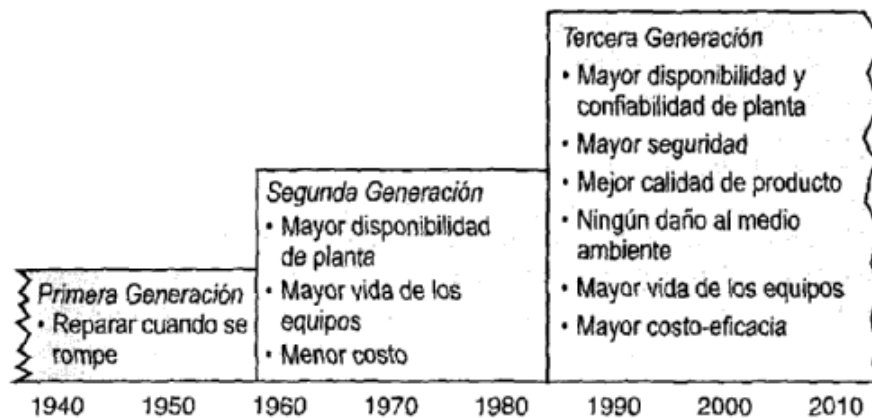 Tercera Generación
• Mayor disponibilidad y
confiabilidad de planta
• Mayor seguridad
• Mejor calidad de producto
• Ningún daño al medio
ambiente
• Mayor vida de los equipos
• Mayor costo-eficacia
Segunda Generación
• Mayor disponibilidad
de planta
• Mayor vida de los
equipos
• Menor costo
Primera Generación
• Reparar cuando se
rompe
1940 1950 1960 1970 1980 1990 2000 2010